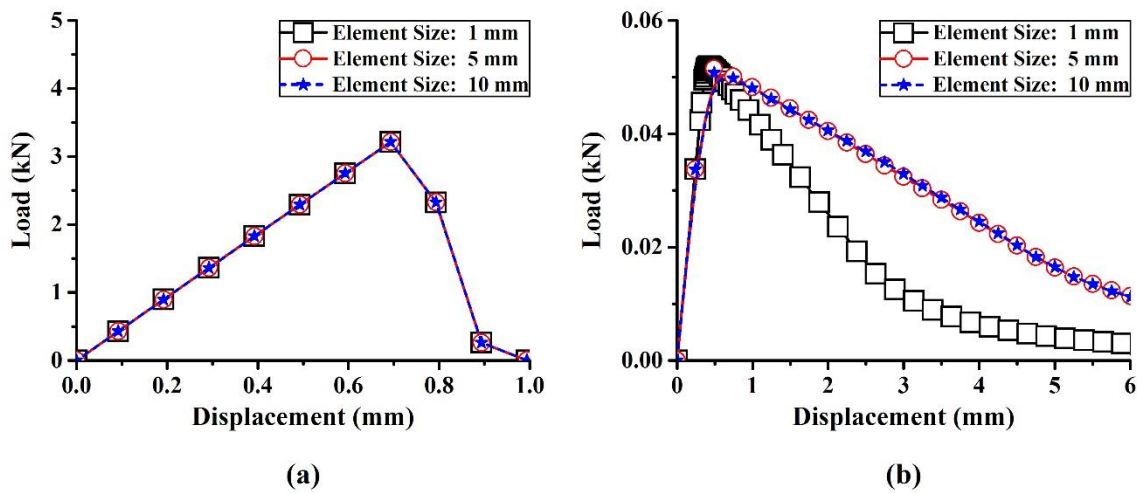 5
4
3
2
1
0
0.0
0.2
0.4
0.6
0.8
1.0
Load (kN)
Displacement (mm)
Element Size: 1 mm
Element Size: 5 mm
Element Size: 10 mm
(a)
0.06
0.04
0.02
0.00
0
1
2
3
4
5
6
Load (kN)
Displacement (mm)
Element Size: 1 mm
Element Size: 5 mm
Element Size: 10 mm
(b)